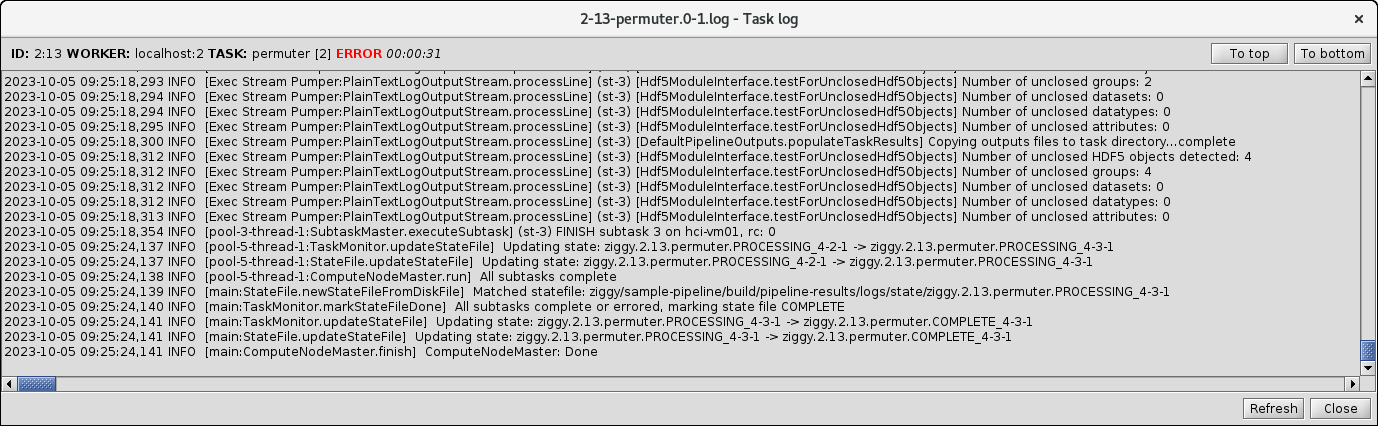 2-13-permuter.0-1.log - Task log
ID: 2:13 WORKER: localhost:2 TASK: permuter [2] ERROR 00:00:31
To top To bottom
2023-10-05 09:25:18,293 INFO [Exec Stream Pumper:PlainTextLogOutputStream.processLine] (st-3) [Hdf5ModuleInterface.testForUnclosedHdf5Objects] Number of unclosed groups: 2
2023-10-05 09:25:18,294 INFO [Exec Stream Pumper:PlainTextLogOutputStream.processLine] (st-3) [Hdf5ModuleInterface.testForUnclosedHdf5Objects] Number of unclosed datasets: 0
2023-10-05 09:25:18,294 INFO [Exec Stream Pumper:PlainTextLogOutputStream.processLine] (st-3) [Hdf5ModuleInterface.testForUnclosedHdf5Objects] Number of unclosed datatypes: 0
2023-10-05 09:25:18,295 INFO [Exec Stream Pumper:PlainTextLogOutputStream.processLine] (st-3) [Hdf5ModuleInterface.testForUnclosedHdf5Objects] Number of unclosed attributes: 0
2023-10-05 09:25:18,300 INFO [Exec Stream Pumper:PlainTextLogOutputStream.processLine] (st-3) [DefaultPipelineOutputs.populateTaskResults] Copying outputs files to task directory...complete
2023-10-05 09:25:18,312 INFO [Exec Stream Pumper:PlainTextLogOutputStream.processLine] (st-3) [Hdf5ModuleInterface.testForUnclosedHdf5Objects] Number of unclosed HDF5 objects detected: 4
2023-10-05 09:25:18,312 INFO [Exec Stream Pumper:PlainTextLogOutputStream.processLine] (st-3) [Hdf5ModuleInterface.testForUnclosedHdf5Objects] Number of unclosed groups: 4
2023-10-05 09:25:18,312 INFO [Exec Stream Pumper:PlainTextLogOutputStream.processLine] (st-3) [Hdf5ModuleInterface.testForUnclosedHdf5Objects] Number of unclosed datasets: 0
2023-10-05 09:25:18,312 INFO [Exec Stream Pumper:PlainTextLogOutputStream.processLine] (st-3) [Hdf5ModuleInterface.testForUnclosedHdf5Objects] Number of unclosed datatypes: 0
2023-10-05 09:25:18,313 INFO [Exec Stream Pumper:PlainTextLogOutputStream.processLine] (st-3) [Hdf5ModuleInterface.testForUnclosedHdf5Objects] Number of unclosed attributes: 0
2023-10-05 09:25:18,354 INFO [pool-3-thread-1:SubtaskMaster.executeSubtask] (st-3) FINISH subtask 3 on hci-vm01, rc: 0
2023-10-05 09:25:24,137 INFO [pool-5-thread-1:TaskMonitor.updateStateFile] Updating state: ziggy.2.13.permuter.PROCESSING_4-2-1 -> ziggy.2.13.permuter.PROCESSING_4-3-1
2023-10-05 09:25:24,137 INFO [pool-5-thread-1:StateFile.updateStateFile] Updating state: ziggy.2.13.permuter.PROCESSING_4-2-1 -> ziggy.2.13.permuter.PROCESSING_4-3-1
2023-10-05 09:25:24,138 INFO [pool-5-thread-1:ComputeNodeMaster.run] All subtasks complete
2023-10-05 09:25:24,139 INFO [main:StateFile.newStateFileFromDiskFile] Matched statefile: ziggy/sample-pipeline/build/pipeline-results/logs/state/ziggy.2.13.permuter.PROCESSING_4-3-1
2023-10-05 09:25:24,140 INFO [main:TaskMonitor.markStateFileDone] All subtasks complete or errored, marking state file COMPLETE
2023-10-05 09:25:24,141 INFO [main:TaskMonitor.updateStateFile] Updating state: ziggy.2.13.permuter.PROCESSING_4-3-1 -> ziggy.2.13.permuter.COMPLETE_4-3-1
2023-10-05 09:25:24,141 INFO [main:StateFile.updateStateFile] Updating state: ziggy.2.13.permuter.PROCESSING_4-3-1 -> ziggy.2.13.permuter.COMPLETE_4-3-1
2023-10-05 09:25:24,141 INFO [main:ComputeNodeMaster.finish] ComputeNodeMaster: Done
Refresh Close